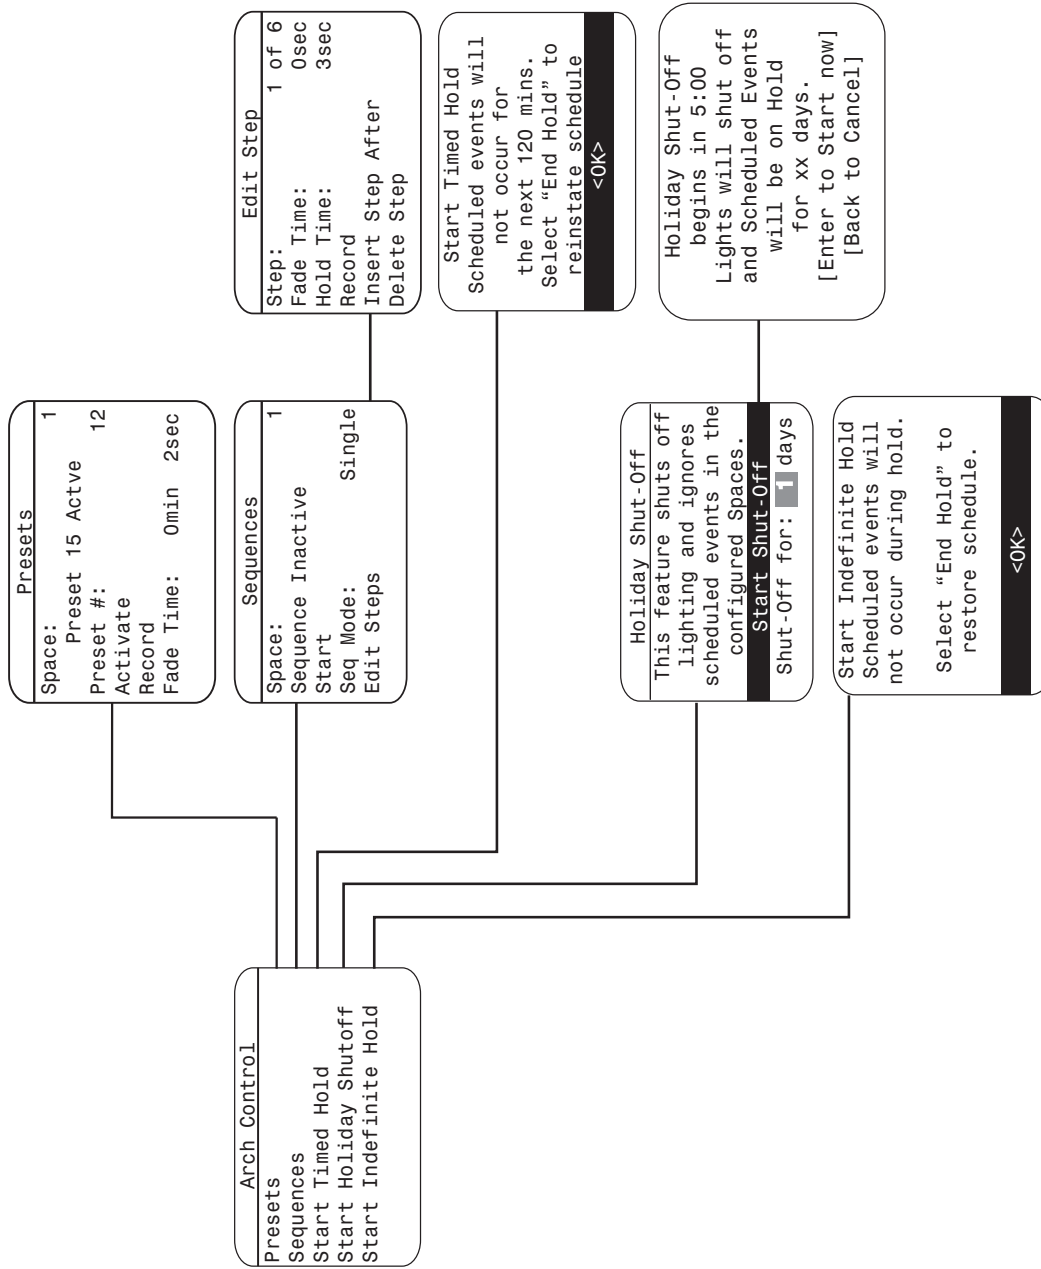 Arch Control
Presets
Sequences
Start Timed Hold
Start Holiday Shutoff
Start Indefinite Hold
Presets
Space: 1
Preset 15 Actve
Preset #: 12
Activate
Record
Fade Time: 0min 2sec
Sequences
Space: 1
Sequence Inactive
Start
Seq Mode: Single
Edit Steps
Edit Step
Step: 1 of 6
Fade Time: 0sec
Hold Time: 3sec
Record
Insert Step After
Delete Step
Start Timed Hold
Scheduled events will
not occur for
the next 120 mins.
Select “End Hold” to
reinstate schedule
<OK>
Holiday Shut-Off
This feature shuts off
lighting and ignores
scheduled events in the
configured Spaces.
Start Shut-Off
Shut-Off for: 1 days
Holiday Shut-Off
begins in 5:00
Lights will shut off
and Scheduled Events
will be on Hold
for xx days.
[Enter to Start now]
[Back to Cancel]
Start Indefinite Hold
Scheduled events will
not occur during hold.
Select “End Hold” to
restore schedule.
<OK>